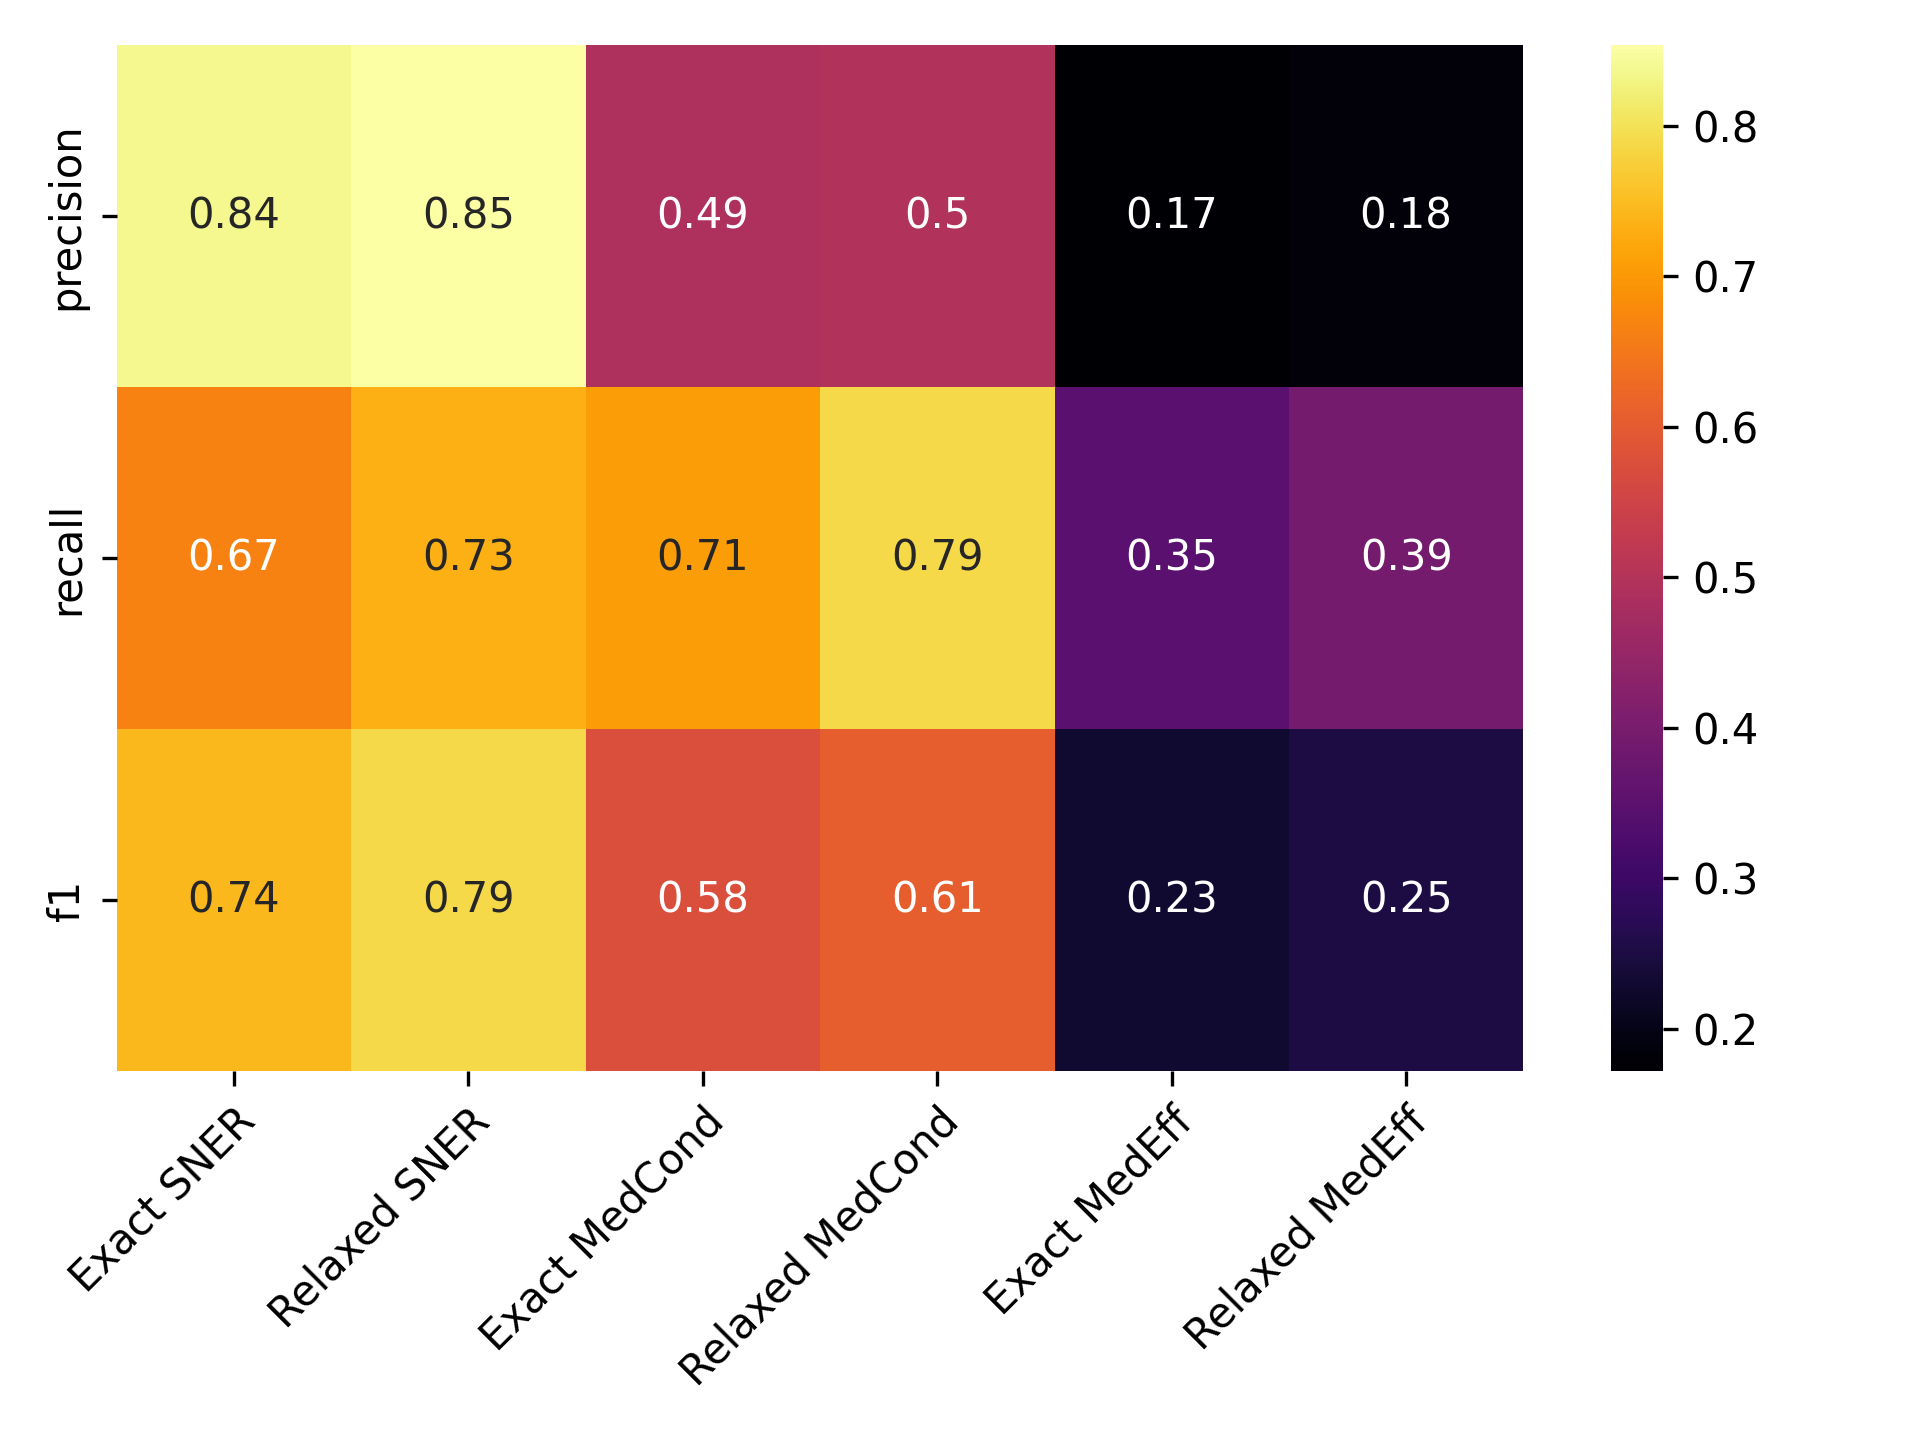 precision
0.84 0.85 0.49 0.5 0.17 0.18
recall
0.67 0.73 0.71 0.79 0.35 0.39
f1
0.74 0.79 0.58 0.61 0.23 0.25
Exact SNER
Relaxed SNER
Exact MedCond
Relaxed MedCond
Exact MedEff
Relaxed MedEff
0.8
0.7
0.6
0.5
0.4
0.3
0.2